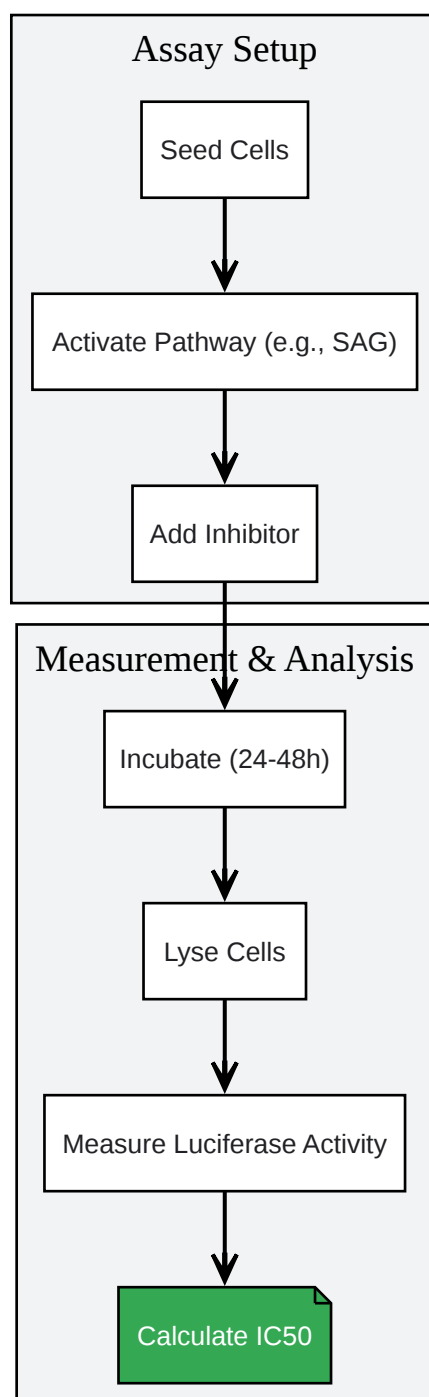 Assay Setup
Seed Cells
Activate Pathway (e.g., SAG)
Add Inhibitor
Measurement & Analysis
Incubate (24-48h)
Lyse Cells
Measure Luciferase Activity
Calculate IC50